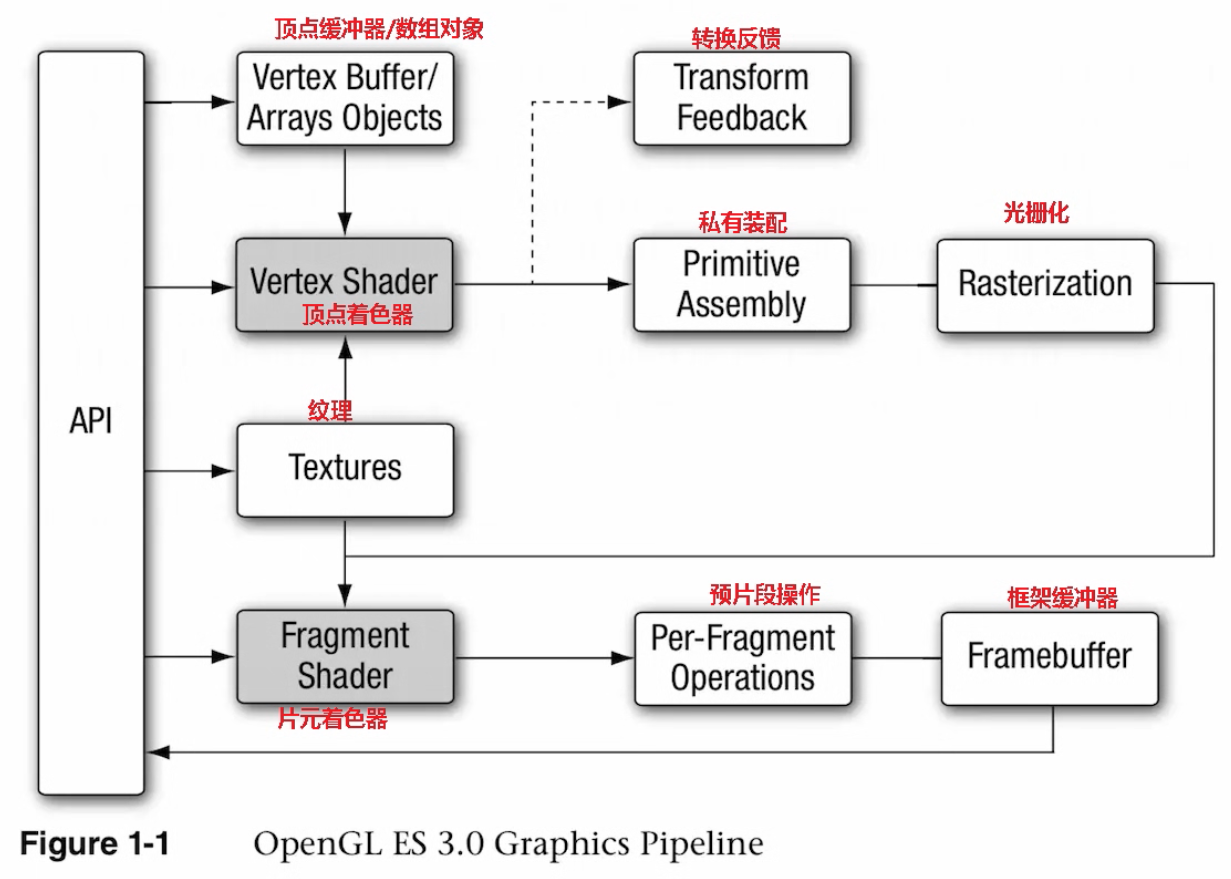 顶点缓冲器/数组对象
Vertex Buffer/
Arrays Objects
转换反馈
Transform
Feedback
Vertex Shader
顶点着色器
私有装配
Primitive
Assembly
光栅化
Rasterization
API
纹理
Textures
Fragment
Shader
片元着色器
预片段操作
Per-Fragment
Operations
框架缓冲器
Framebuffer
Figure 1-1 OpenGL ES 3.0 Graphics Pipeline